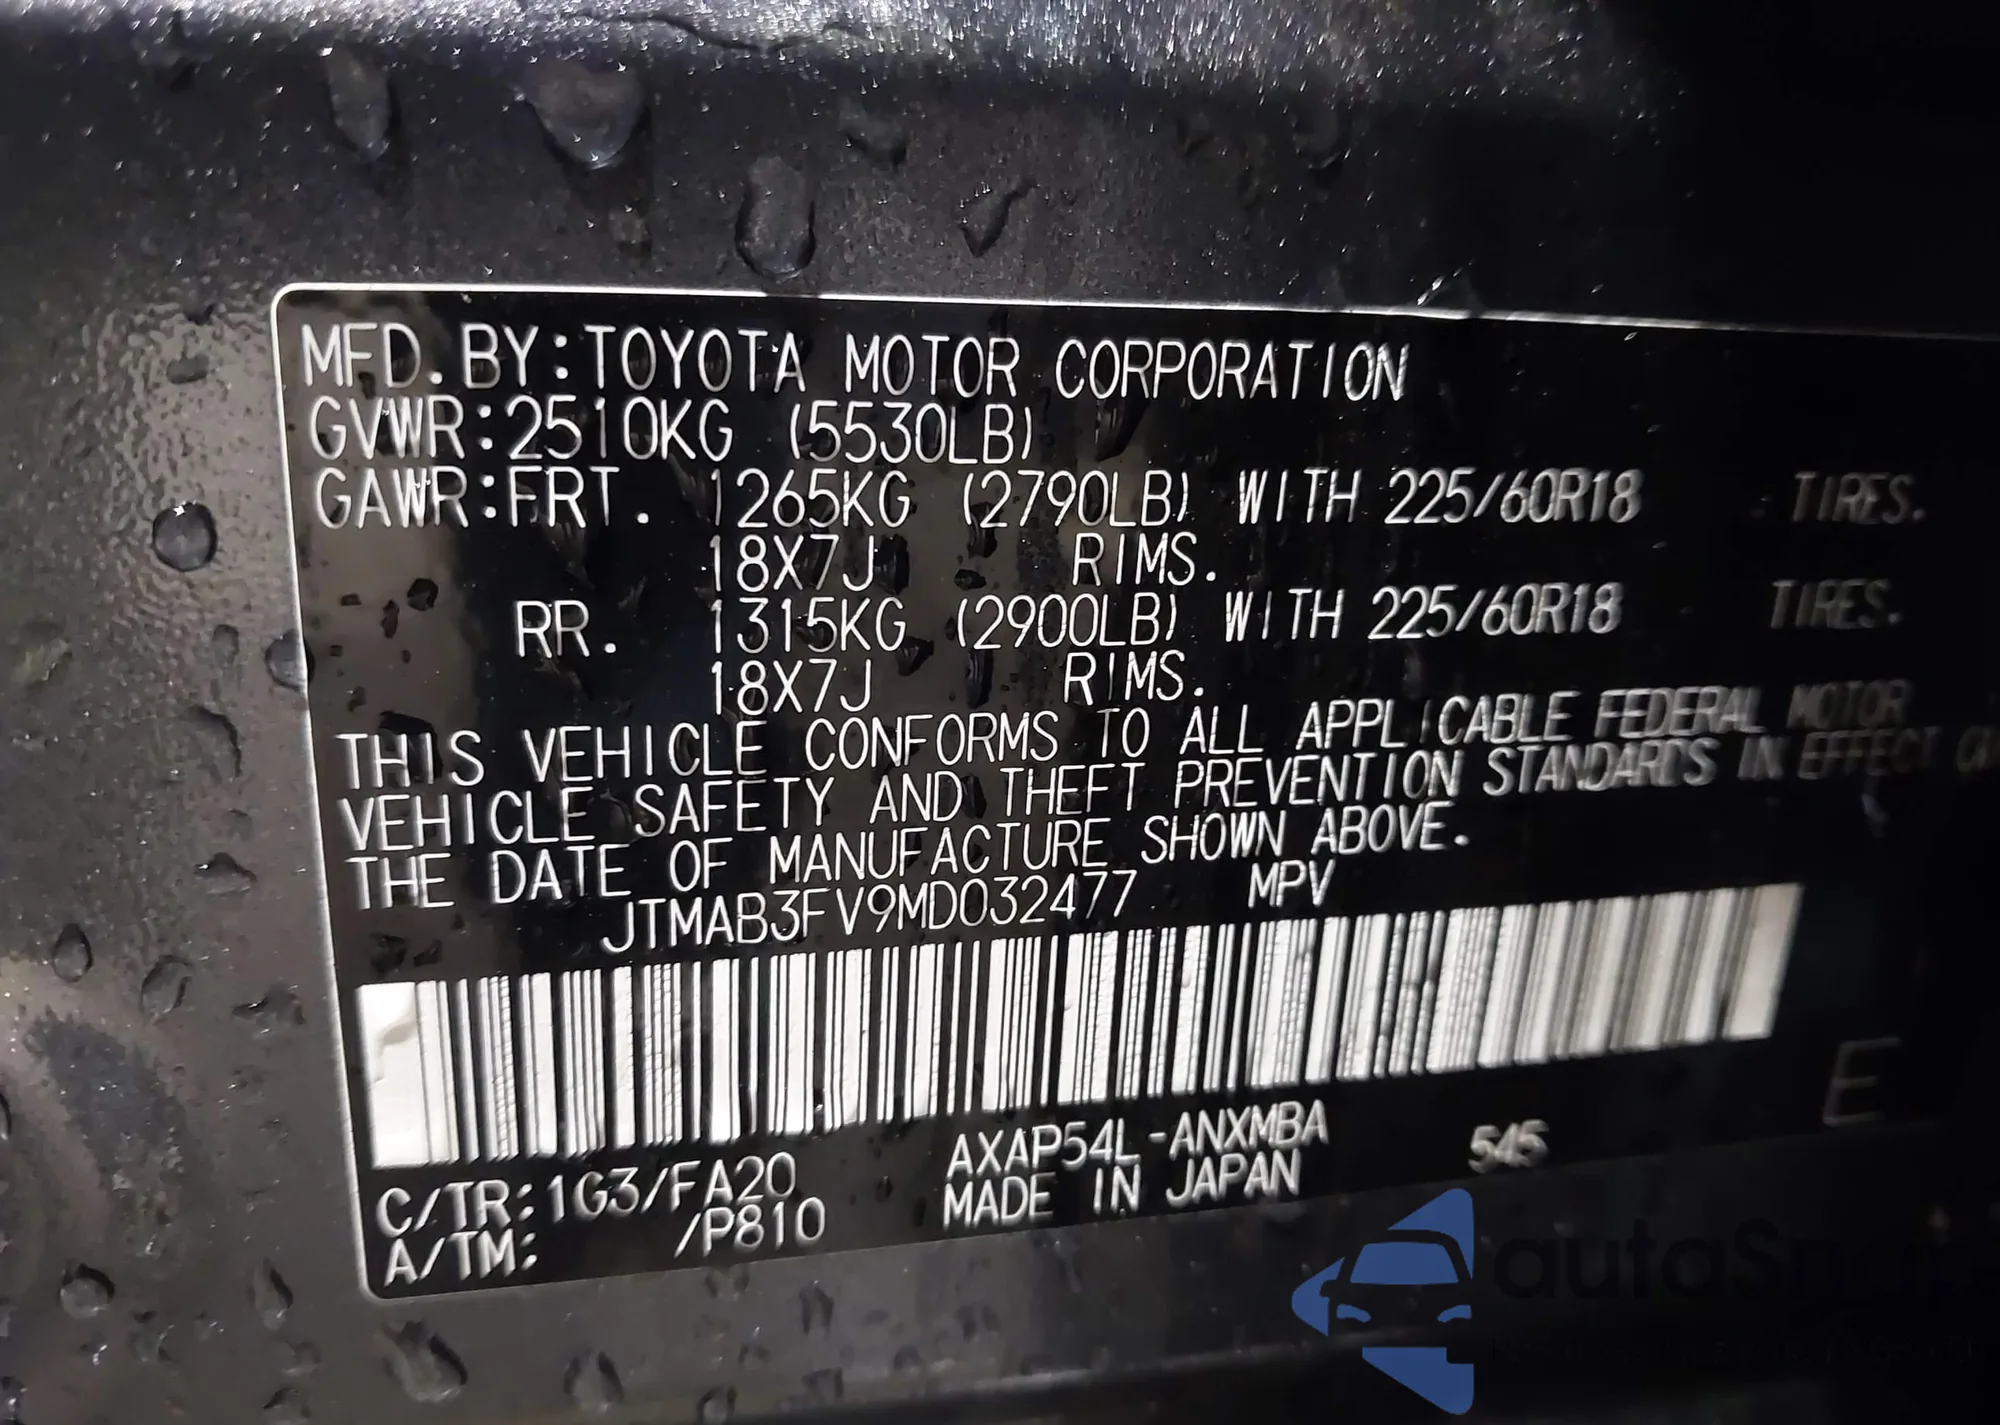 MFD.BY:TOYOTA MOTOR CORPORATION
GVWR:2510KG (5530LB)
GAWR:FRT. 1265KG (2790LB) WITH 225/60R18 TIRES.
18X7J RIMS.
RR. 1315KG (2900LB) WITH 225/60R18 TIRES.
18X7J RIMS.
THIS VEHICLE CONFORMS TO ALL APPLICABLE FEDERAL MOTOR
VEHICLE SAFETY AND THEFT PREVENTION STANDARDS IN EFFECT ON
THE DATE OF MANUFACTURE SHOWN ABOVE.
JTMAB3FV9MD032477 MPV
E
C/TR:1G3/FA20 AXAP54L-ANXMBA 545
A/TM: /P810 MADE IN JAPAN
autaSnap